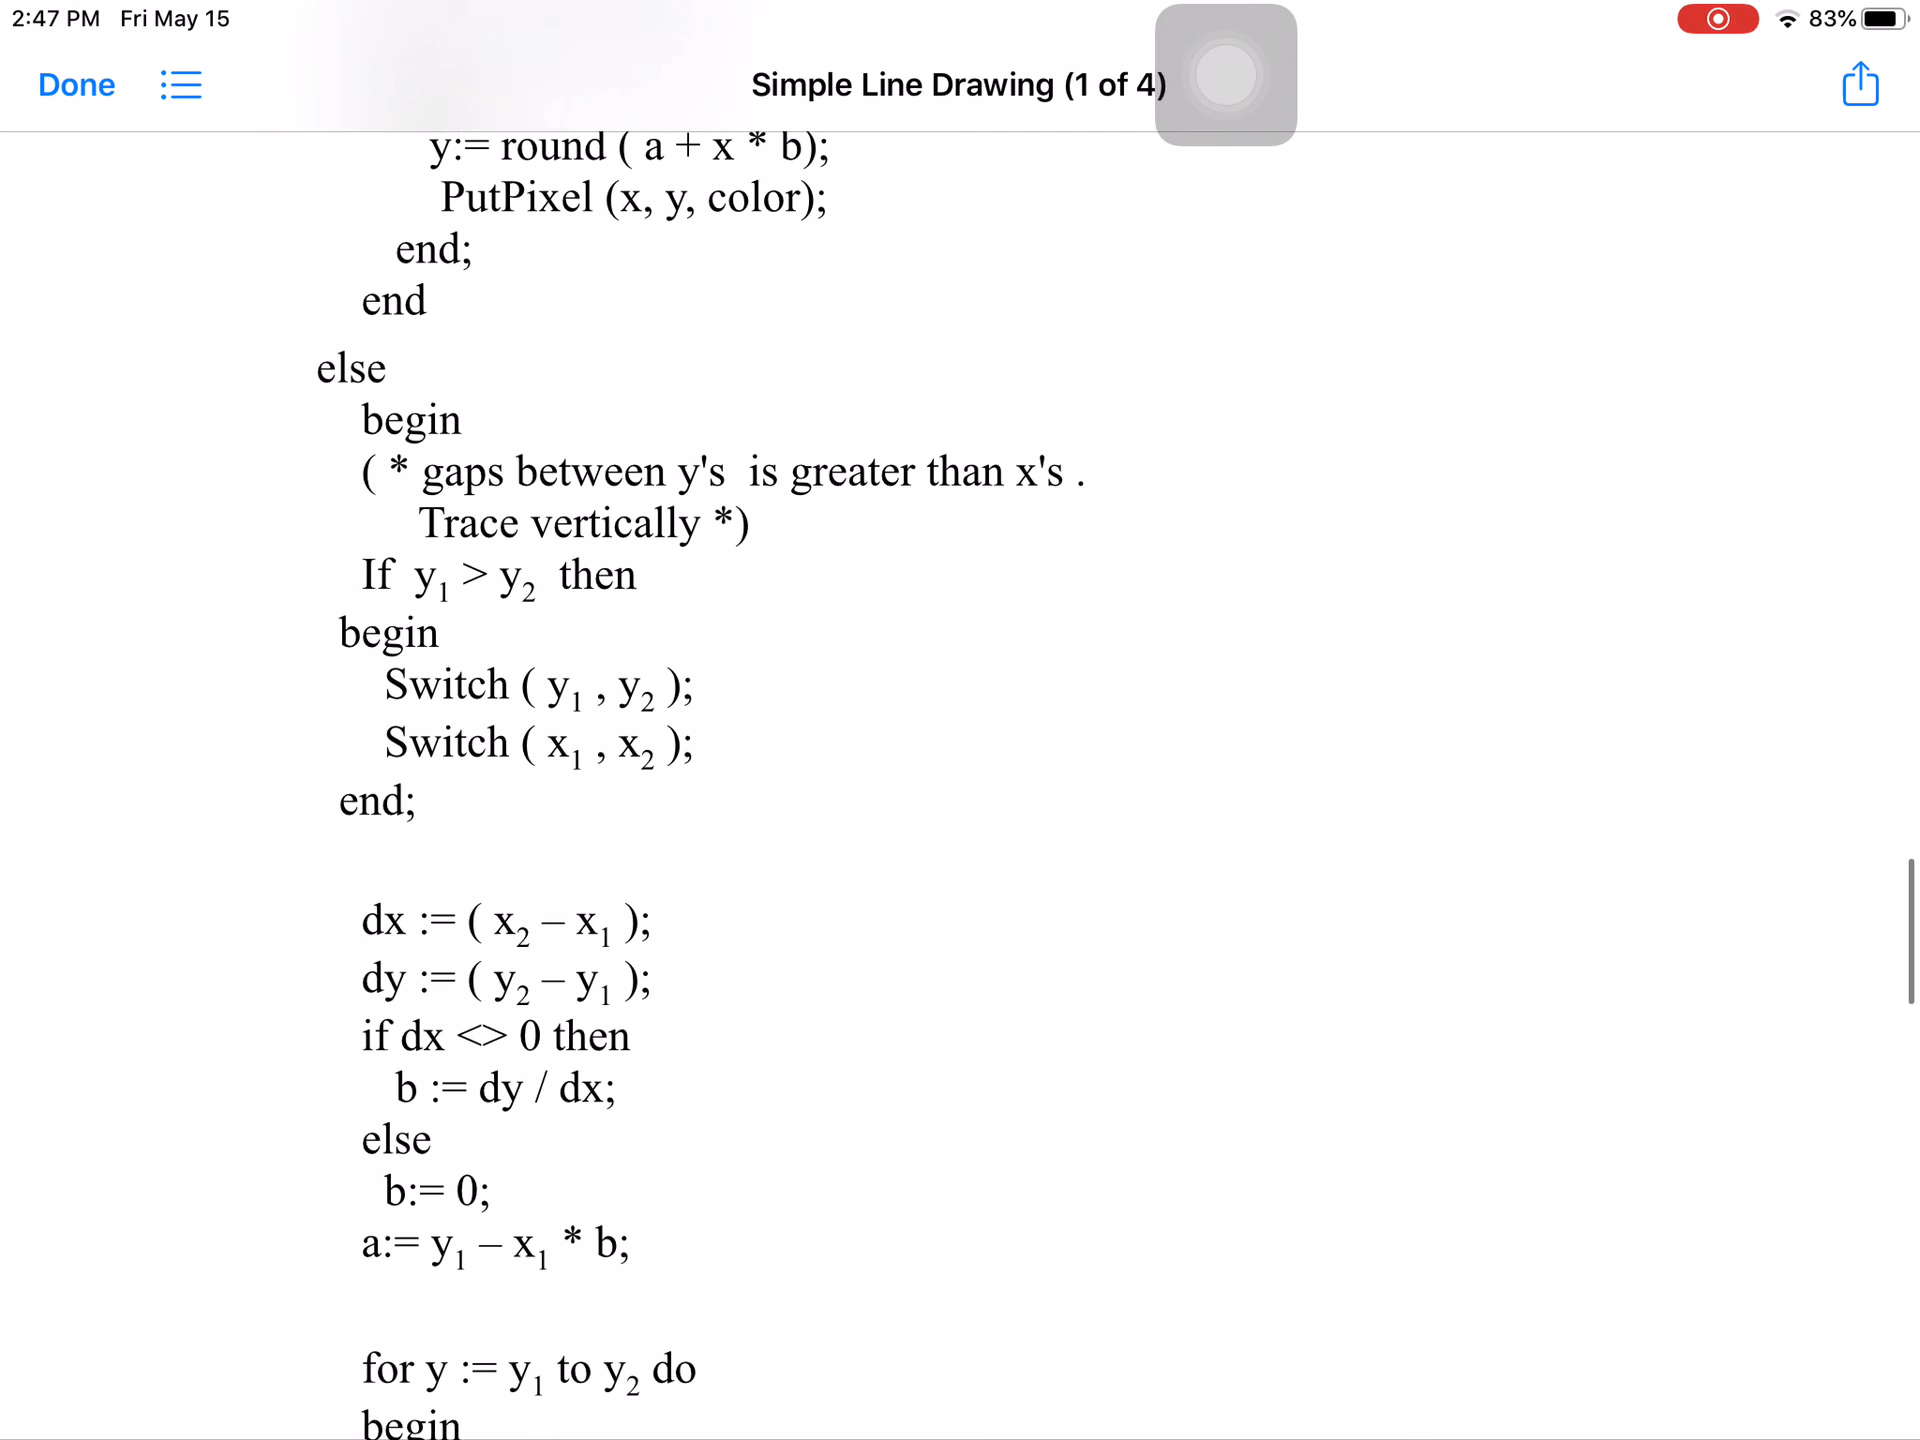 2:47 PM Fri May 15
83%
Done
Simple Line Drawing (1 of 4)
y:= round ( a + x * b);
PutPixel (x, y, color);
end;
end
else
begin
( * gaps between y's is greater than x's .
Trace vertically *)
If y₁ > y₂ then
begin
Switch ( y₁ , y₂ );
Switch ( x₁ , x₂ );
end;
dx := ( x₂ – x₁ );
dy := ( y₂ – y₁ );
if dx <> 0 then
b := dy / dx;
else
b:= 0;
a:= y₁ – x₁ * b;
for y := y₁ to y₂ do
begin